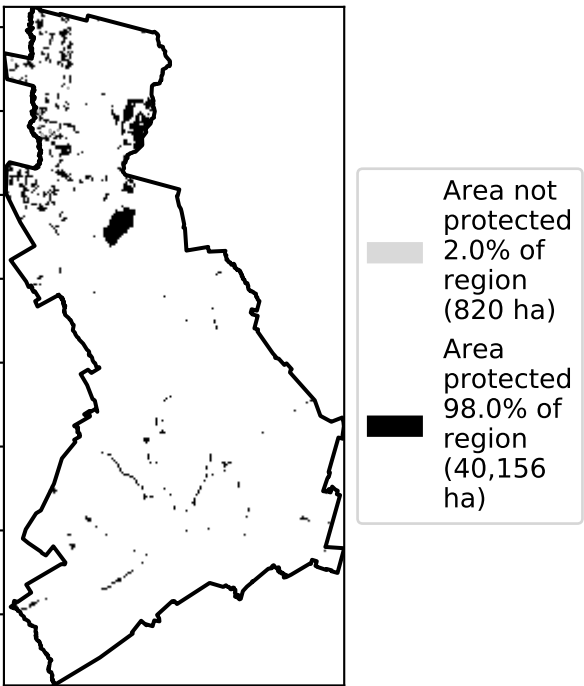 Area not
protected
2.0% of
region
(820 ha)
Area
protected
98.0% of
region
(40,156
ha)